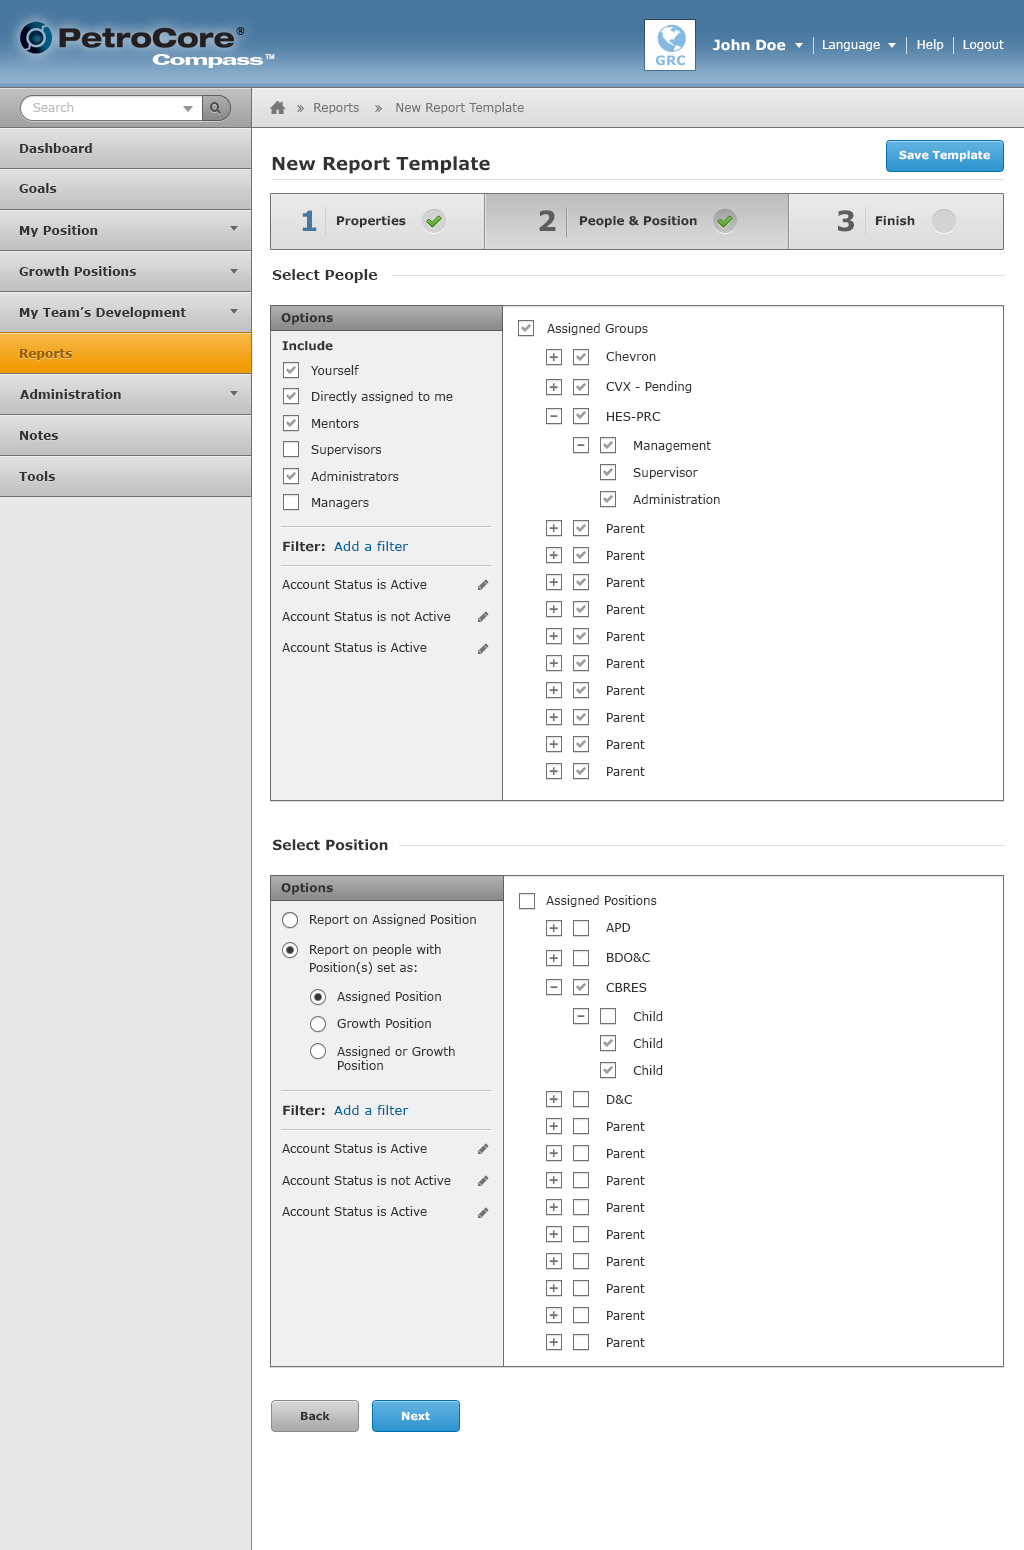 PetroCore®
Compass™
GRC
John Doe
Language
Help
Logout
Search
» Reports » New Report Template
Dashboard
Goals
My Position
Growth Positions
My Team’s Development
Reports
Administration
Notes
Tools
New Report Template
Save Template
1 Properties
2 People & Position
3 Finish
Select People
Options
Include
Yourself
Directly assigned to me
Mentors
Supervisors
Administrators
Managers
Filter: Add a filter
Account Status is Active
Account Status is not Active
Account Status is Active
Assigned Groups
Chevron
CVX - Pending
HES-PRC
Management
Supervisor
Administration
Parent
Parent
Parent
Parent
Parent
Parent
Parent
Parent
Parent
Parent
Select Position
Options
Report on Assigned Position
Report on people with
Position(s) set as:
Assigned Position
Growth Position
Assigned or Growth
Position
Filter: Add a filter
Account Status is Active
Account Status is not Active
Account Status is Active
Assigned Positions
APD
BDO&C
CBRES
Child
Child
Child
D&C
Parent
Parent
Parent
Parent
Parent
Parent
Parent
Parent
Parent
Back
Next